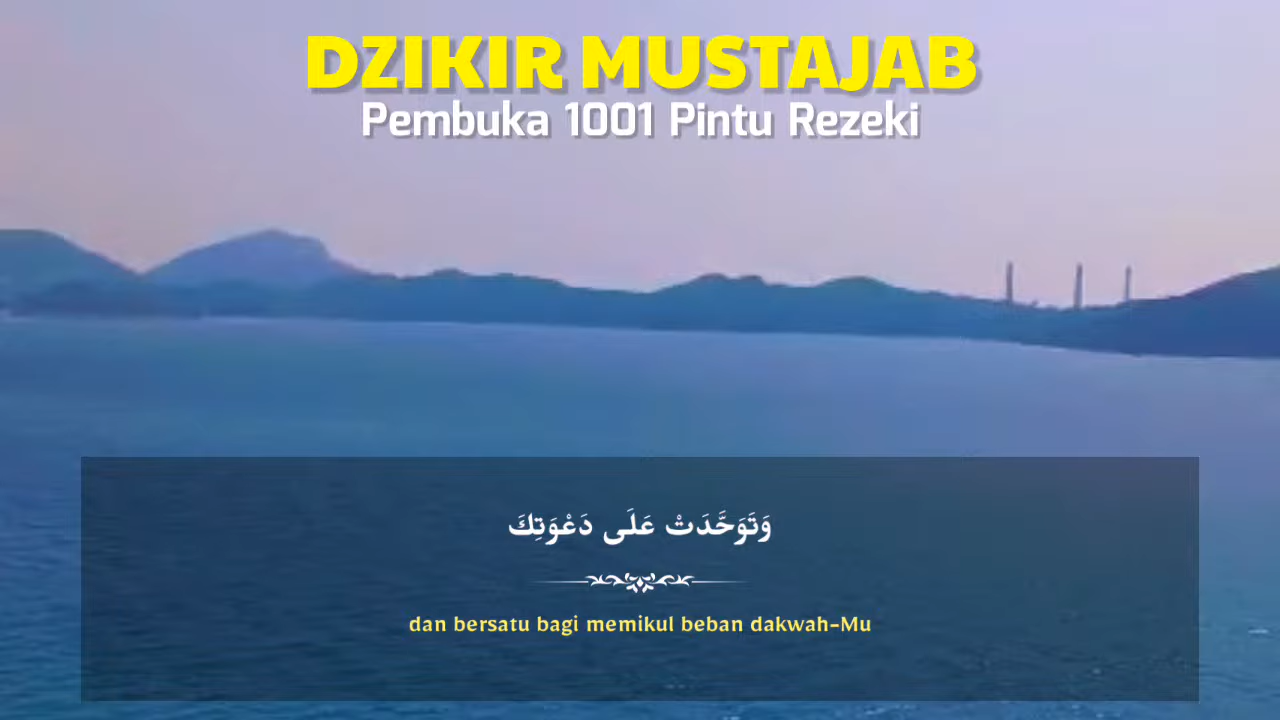 DZIKIR MUSTAJAB
Pembuka 1001 Pintu Rezeki
وَتَوَحَّدَتْ عَلَى دَعْوَتِكَ
dan bersatu bagi memikul beban dakwah-Mu